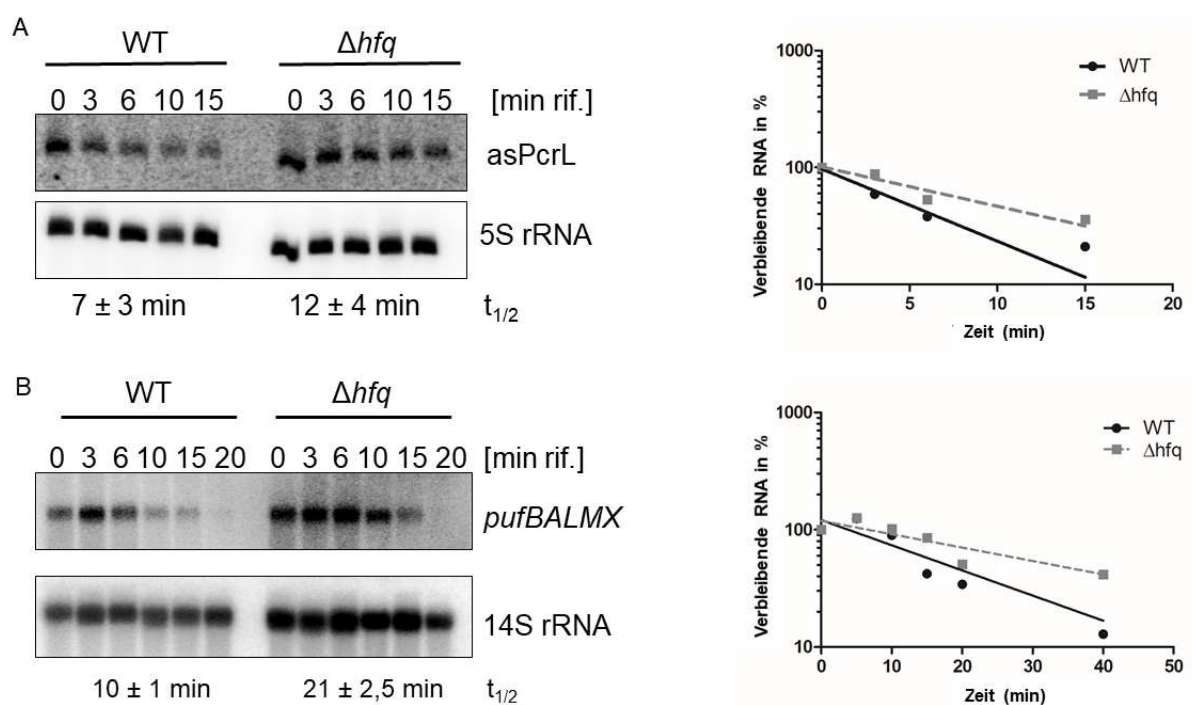 A
WT
Δhfq
0 3 6 10 15
0 3 6 10 15
[min rif.]
asPcrL
5S rRNA
7 ± 3 min
12 ± 4 min
t1/2
1000
100
10
Verbleibende RNA in %
WT
Δhfq
0 5 10 15 20
Zeit (min)
B
WT
Δhfq
0 3 6 10 15 20
0 3 6 10 15 20
[min rif.]
pufBALMX
14S rRNA
10 ± 1 min
21 ± 2,5 min
t1/2
1000
100
10
Verbleibende RNA in %
WT
Δhfq
0 10 20 30 40 50
Zeit (min)